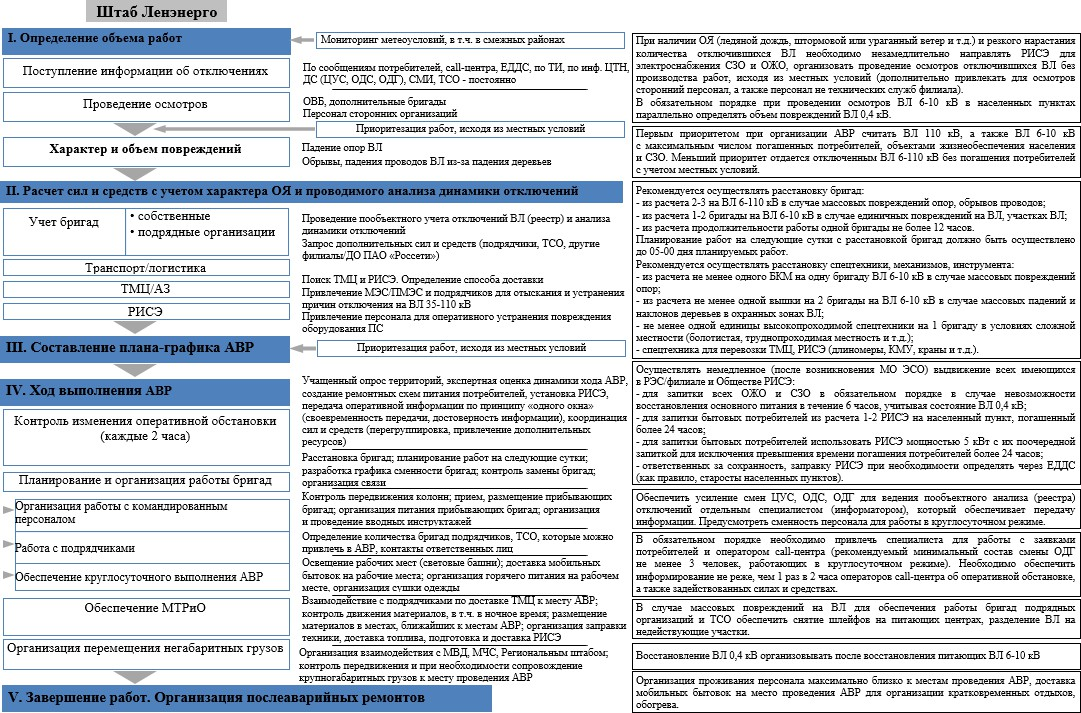 Штаб Ленэнерго
I. Определение объема работ
Поступление информации об отключениях
Проведение осмотров
Характер и объем повреждений
II. Расчет сил и средств с учетом характера ОЯ и проводимого анализа динамики отключений
Учет бригад
• собственные
• подрядные организации
Транспорт/логистика
ТМЦ/АЗ
РИСЭ
III. Составление плана-графика АВР
IV. Ход выполнения АВР
Контроль изменения оперативной обстановки
(каждые 2 часа)
Планирование и организация работы бригад
Организация работы с командированным
персоналом
Работа с подрядчиками
Обеспечение круглосуточного выполнения АВР
Обеспечение МТРиО
Организация перемещения негабаритных грузов
V. Завершение работ. Организация послеаварийных ремонтов
Мониторинг метеоусловий, в т.ч. в смежных районах
По сообщениям потребителей, call-центра, ЕДДС, по ТИ, по инф. ЦТН,
ДС (ЦУС, ОДС, ОДГ), СМИ, ТСО - постоянно
ОВБ, дополнительные бригады
Персонал сторонних организаций
Приоритезация работ, исходя из местных условий
Падение опор ВЛ
Обрывы, падения проводов ВЛ из-за падения деревьев
Проведение пообъектного учета отключений ВЛ (реестр) и анализа
динамики отключений
Запрос дополнительных сил и средств (подрядчики, ТСО, другие
филиалы/ДО ПАО «Россети»)
Поиск ТМЦ и РИСЭ. Определение способа доставки
Привлечение МЭС/ПМЭС и подрядчиков для отыскания и устранения
причин отключения на ВЛ 35-110 кВ
Привлечение персонала для оперативного устранения повреждения
оборудования ПС
Приоритезация работ, исходя из местных условий
Учащенный опрос территорий, экспертная оценка динамики хода АВР,
создание ремонтных схем питания потребителей, установка РИСЭ,
передача оперативной информации по принципу «одного окна»
(своевременность передачи, достоверность информации), координация
сил и средств (перегруппировка, привлечение дополнительных
ресурсов)
Расстановка бригад; планирование работ на следующие сутки;
разработка графика сменности бригад; контроль замены бригад;
организация связи
Контроль передвижения колонн; прием, размещение прибывающих
бригад; организация питания прибывающих бригад; организация
и проведение вводных инструктажей
Определение количества бригад подрядчиков, ТСО, которые можно
привлечь в АВР, контакты ответственных лиц
Освещение рабочих мест (световые башни); доставка мобильных
бытовок на рабочие места; организация горячего питания на рабочем
месте, организация сушки одежды
Взаимодействие с подрядчиками по доставке ТМЦ к месту АВР;
контроль движения материалов, в т.ч. в ночное время; размещение
материалов в местах, ближайших к местам АВР; организация заправки
техники, доставка топлива, подготовка и доставка РИСЭ
Организация взаимодействия с МВД, МЧС, Региональным штабом;
контроль передвижения и при необходимости сопровождение
крупногабаритных грузов к месту проведения АВР
При наличии ОЯ (ледяной дождь, штормовой или ураган ветер и т.д.) и резкого нарастания
количества отключившихся ВЛ необходимо незамедлительно направлять РИСЭ для
электроснабжения СЗО и ОЖО, организовать проведение осмотров отключившихся ВЛ без
производства работ, исходя из местных условий (дополнительно привлекать для осмотров
сторонний персонал, а также персонал не технических служб филиала).
В обязательном порядке при проведении осмотров ВЛ 6-10 кВ в населенных пунктах
параллельно определять объем повреждений ВЛ 0,4 кВ.
Первым приоритетом при организации АВР считать ВЛ 110 кВ, а также ВЛ 6-10 кВ
с максимальным числом погашенных потребителей, объектами жизнеобеспечения населения
и СЗО. Меньший приоритет отдается отключенным ВЛ 6-110 кВ без погашения потребителей
с учетом местных условий.
Рекомендуется осуществлять расстановку бригад:
- из расчета 2-3 на ВЛ 6-110 кВ в случае массовых повреждений опор, обрывов проводов;
- из расчета 1-2 бригады на ВЛ 6-10 кВ в случае единичных повреждений на ВЛ, участках ВЛ;
- из расчета продолжительности работы одной бригады не более 12 часов.
Планирование работ на следующие сутки с расстановкой бригад должно быть осуществлено
до 05-00 дня планируемых работ.
Рекомендуется осуществлять расстановку спецтехники, механизмов, инструмента:
- из расчета не менее одного БКМ на одну бригаду ВЛ 6-10 кВ в случае массовых повреждений
опор;
- из расчета не менее одной вышки на 2 бригады на ВЛ 6-10 кВ в случае массовых падений и
наклонов деревьев в охранных зонах ВЛ;
- не менее одной единицы высокопроходимой спецтехники на 1 бригаду в условиях сложной
местности (болотистая, труднопроходимая местность и т.д.);
- спецтехника для перевозки ТМЦ, РИСЭ (длиномеры, КМУ, краны и т.д.).
Осуществлять немедленное (после возникновения МО ЭСО) выдвижение всех имеющихся
в РЭС/филиале и Обществе РИСЭ:
- для запитки всех ОЖО и СЗО в обязательном порядке в случае невозможности
восстановления основного питания в течение 6 часов, учитывая состояние ВЛ 0,4 кВ;
- для запитки бытовых потребителей из расчета 1-2 РИСЭ на населенный пункт, погашенный
более 24 часов;
- для запитки бытовых потребителей использовать РИСЭ мощностью 5 кВт с их поочередной
запиткой для исключения превышения времени погашения потребителей более 24 часов;
- ответственных за сохранность, заправку РИСЭ при необходимости определять через ЕДДС
(как правило, старосты населенных пунктов).
Обеспечить усиление смен ЦУС, ОДС, ОДГ для ведения пообъектного анализа (реестра)
отключений отдельным специалистом (информатором), который обеспечивает передачу
информации. Предусмотреть сменность персонала для работы в круглосуточном режиме.
В обязательном порядке необходимо привлечь специалиста для работы с заявками
потребителей и оператором call-центра (рекомендуемый минимальный состав смены ОДГ
не менее 3 человек, работающих в круглосуточном режиме). Необходимо обеспечить
информирование не реже, чем 1 раз в 2 часа операторов call-центра об оперативной обстановке,
а также задействованных силах и средствах.
В случае массовых повреждений на ВЛ для обеспечения работы бригад подрядных
организаций и ТСО обеспечить снятие шлейфов на питающих центрах, разделение ВЛ на
недействующие участки.
Восстановление ВЛ 0,4 кВ организовывать после восстановления питающих ВЛ 6-10 кВ
Организация проживания персонала максимально близко к местам проведения АВР, доставка
мобильных бытовок на место проведения АВР для организации кратковременных отдыхов,
обогрева.